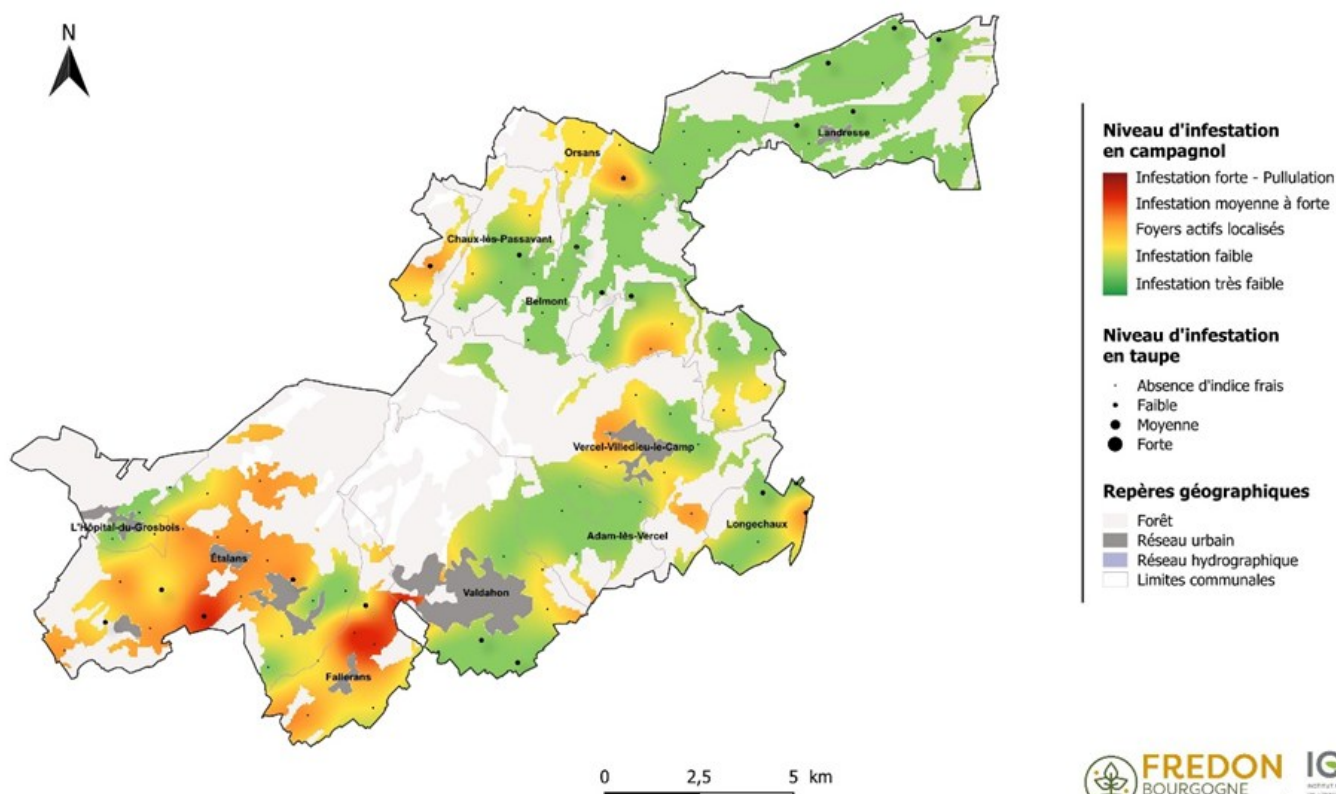 N
Landresse
Orsans
Chaux-lès-Passavant
Belmont
Vercel-Villedieu-le-Camp
L'Hôpital-du-Grosbois
Longechaux
Adam-lès-Vercel
Étalans
Valdahon
Fallerans
0 2,5 5 km
Niveau d'infestation
en campagnol
Infestation forte - Pullulation
Infestation moyenne à forte
Foyers actifs localisés
Infestation faible
Infestation très faible
Niveau d'infestation
en taupe
Absence d'indice frais
Faible
Moyenne
Forte
Repères géographiques
Forêt
Réseau urbain
Réseau hydrographique
Limites communales
FREDON
BOURGOGNE